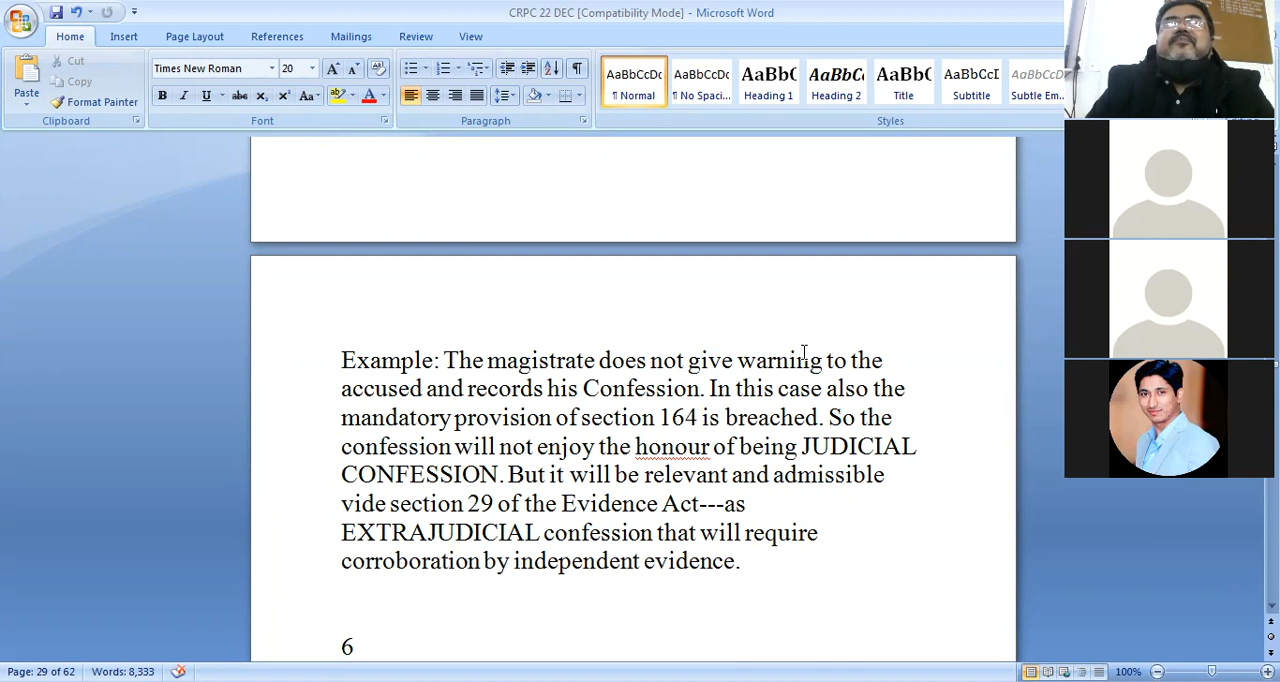 CRPC 22 DEC [Compatibility Mode] - Microsoft Word
Home Insert Page Layout References Mailings Review View
Paste
Cut
Copy
Format Painter
Clipboard
Times New Roman 20
Font
Paragraph
AaBbCcDc AaBbCcDc AaBbC AaBbCc AaBbC AaBbCcI AaBbCcDc
¶ Normal ¶ No Spaci... Heading 1 Heading 2 Title Subtitle Subtle Em...
Styles
Example: The magistrate does not give warning to the
accused and records his Confession. In this case also the
mandatory provision of section 164 is breached. So the
confession will not enjoy the honour of being JUDICIAL
CONFESSION. But it will be relevant and admissible
vide section 29 of the Evidence Act---as
EXTRAJUDICIAL confession that will require
corroboration by independent evidence.
6
Page: 29 of 62 Words: 8,333 100%